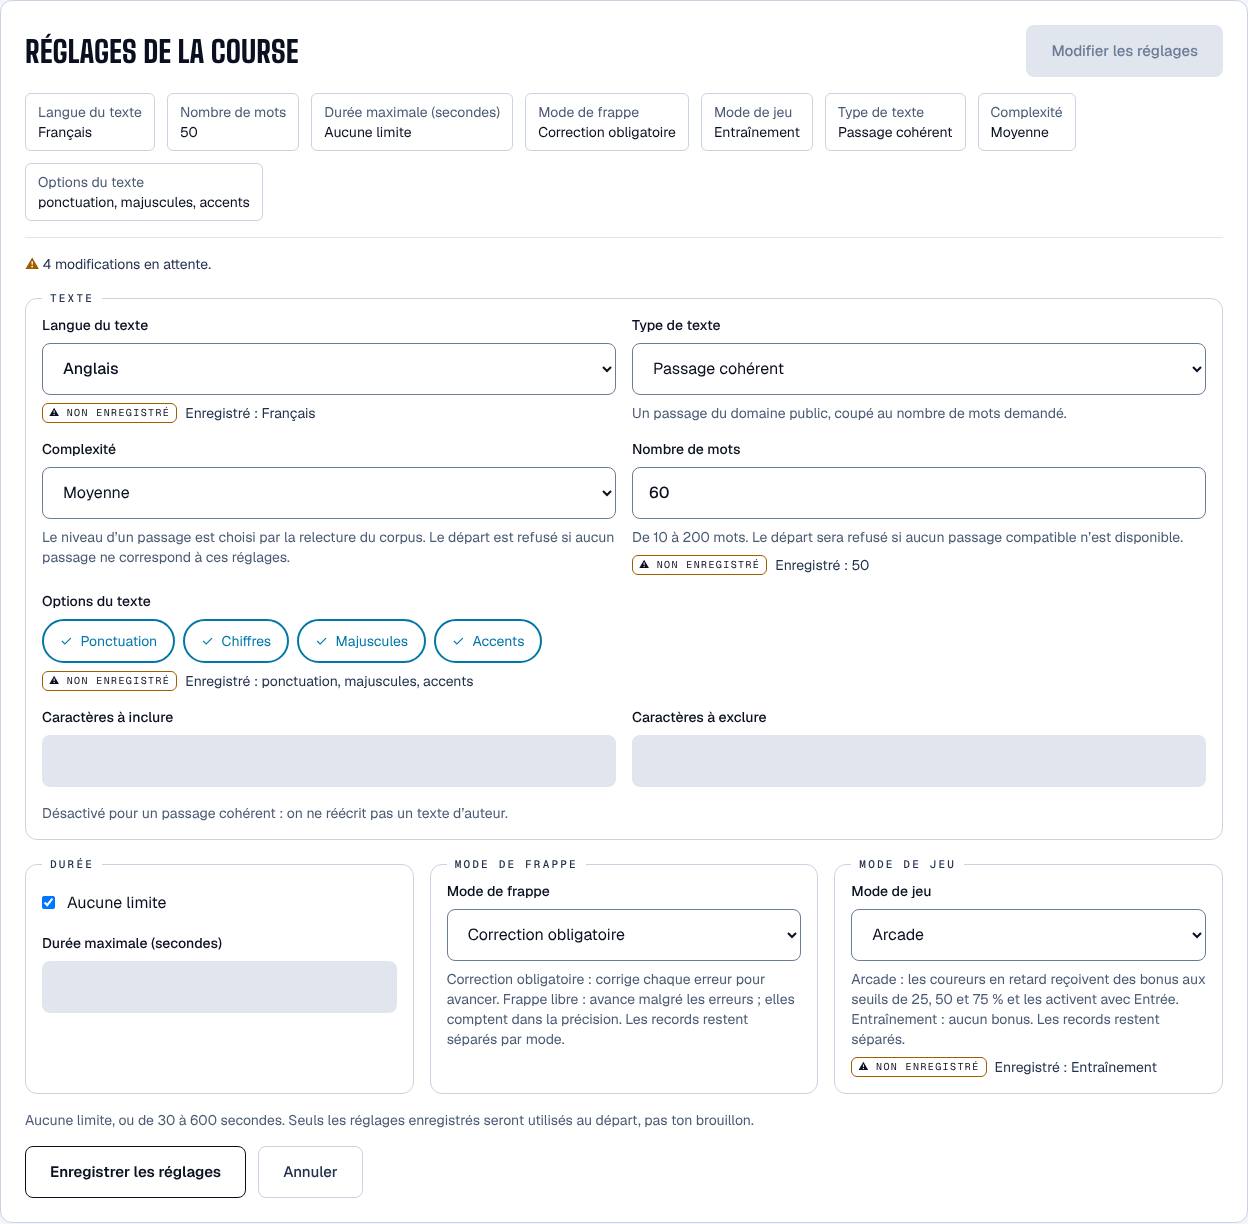 RÉGLAGES DE LA COURSE
Modifier les réglages
Langue du texte
Français
Nombre de mots
50
Durée maximale (secondes)
Aucune limite
Mode de frappe
Correction obligatoire
Mode de jeu
Entraînement
Type de texte
Passage cohérent
Complexité
Moyenne
Options du texte
ponctuation, majuscules, accents
4 modifications en attente.
TEXTE
Langue du texte
Anglais
NON ENREGISTRÉ Enregistré : Français
Type de texte
Passage cohérent
Un passage du domaine public, coupé au nombre de mots demandé.
Complexité
Moyenne
Le niveau d’un passage est choisi par la relecture du corpus. Le départ est refusé si aucun
passage ne correspond à ces réglages.
Nombre de mots
60
De 10 à 200 mots. Le départ sera refusé si aucun passage compatible n’est disponible.
NON ENREGISTRÉ Enregistré : 50
Options du texte
Ponctuation Chiffres Majuscules Accents
NON ENREGISTRÉ Enregistré : ponctuation, majuscules, accents
Caractères à inclure
Caractères à exclure
Désactivé pour un passage cohérent : on ne réécrit pas un texte d’auteur.
DURÉE
Aucune limite
Durée maximale (secondes)
MODE DE FRAPPE
Mode de frappe
Correction obligatoire
Correction obligatoire : corrige chaque erreur pour
avancer. Frappe libre : avance malgré les erreurs ; elles
comptent dans la précision. Les records restent
séparés par mode.
MODE DE JEU
Mode de jeu
Arcade
Arcade : les coureurs en retard reçoivent des bonus aux
seuils de 25, 50 et 75 % et les activent avec Entrée.
Entraînement : aucun bonus. Les records restent
séparés.
NON ENREGISTRÉ Enregistré : Entraînement
Aucune limite, ou de 30 à 600 secondes. Seuls les réglages enregistrés seront utilisés au départ, pas ton brouillon.
Enregistrer les réglages
Annuler